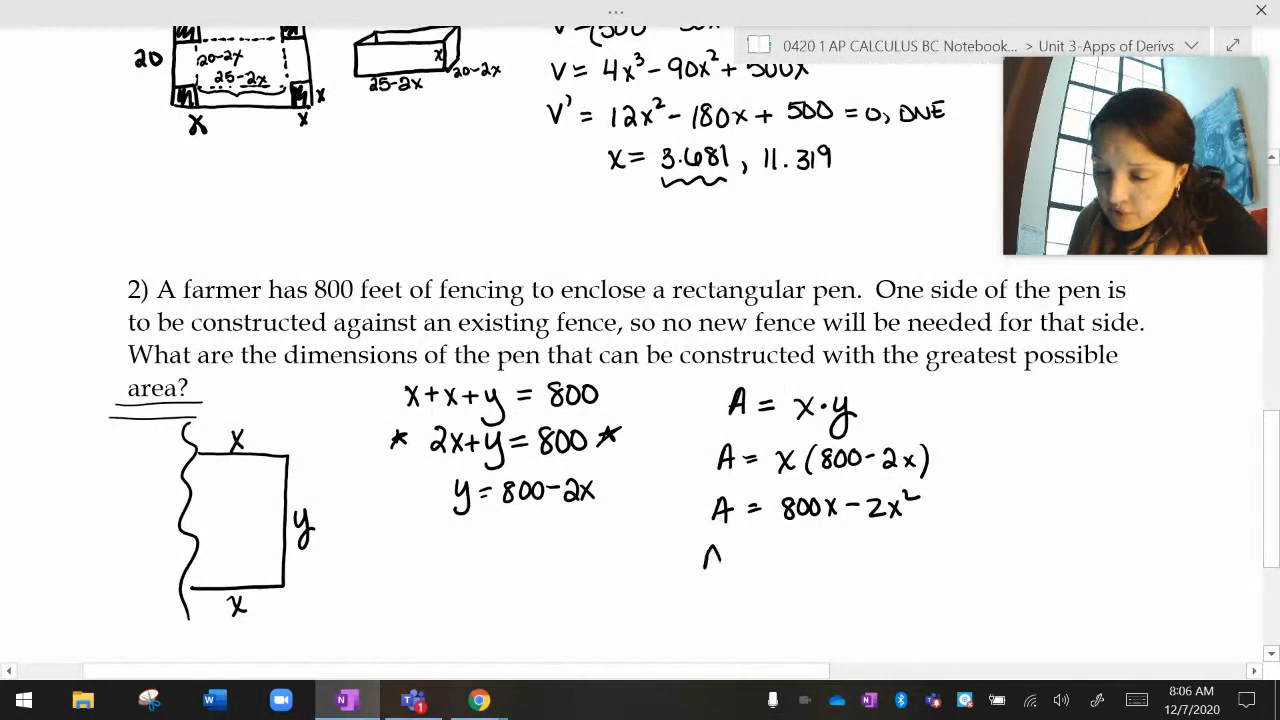 0420 1 AP CALCULUS BC Notebook... > Unit 3-Apps of Derivs
20
20-2x
25-2x
x
x
x
x
20-2x
25-2x
V = 4x³ - 90x² + 500x
V' = 12x² - 180x + 500 = 0, DNE
x = 3.681, 11.319
2) A farmer has 800 feet of fencing to enclose a rectangular pen. One side of the pen is
to be constructed against an existing fence, so no new fence will be needed for that side.
What are the dimensions of the pen that can be constructed with the greatest possible
area?
x
y
x
x+x+y = 800
* 2x+y = 800 *
y = 800-2x
A = x·y
A = x(800-2x)
A = 800x - 2x²
8:06 AM
12/7/2020